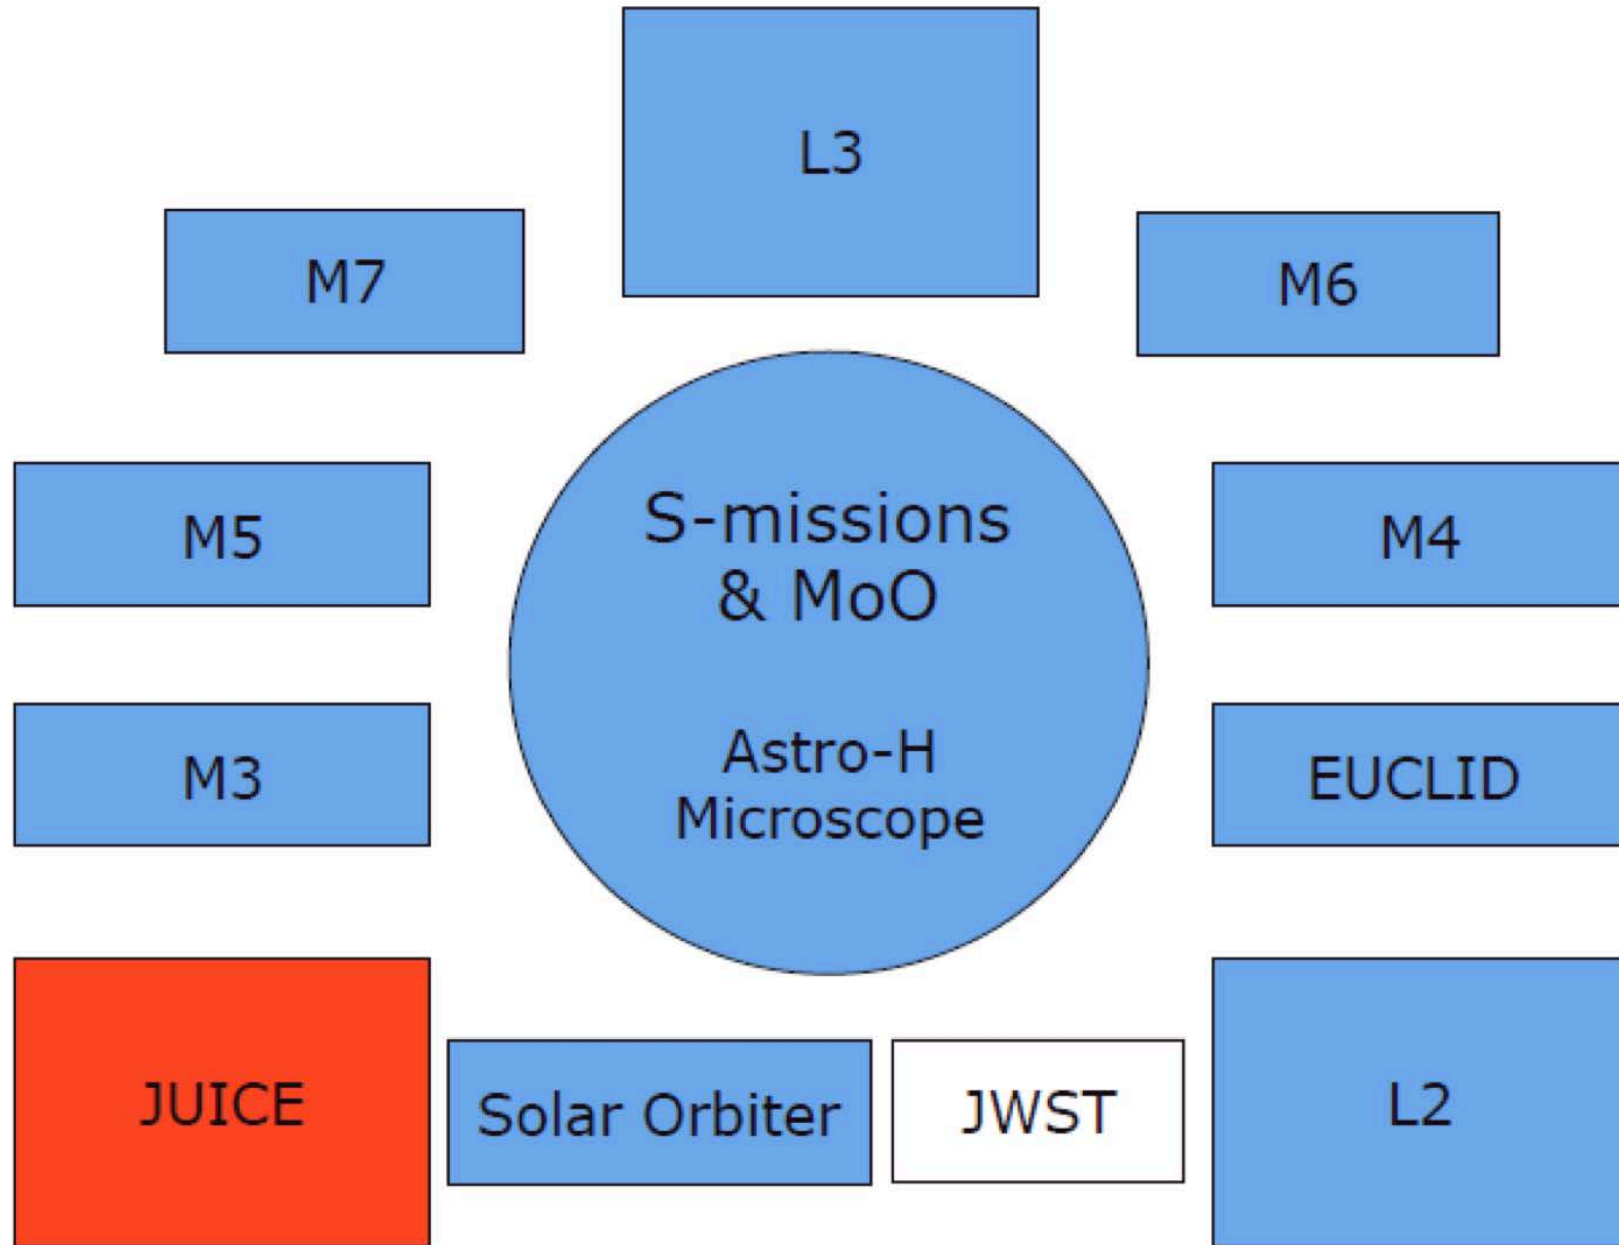 L3
M7
M6
S-missions
& MoO
M5
M4
Astro-H
Microscope
M3
EUCLID
JUICE
Solar Orbiter
JWST
L2